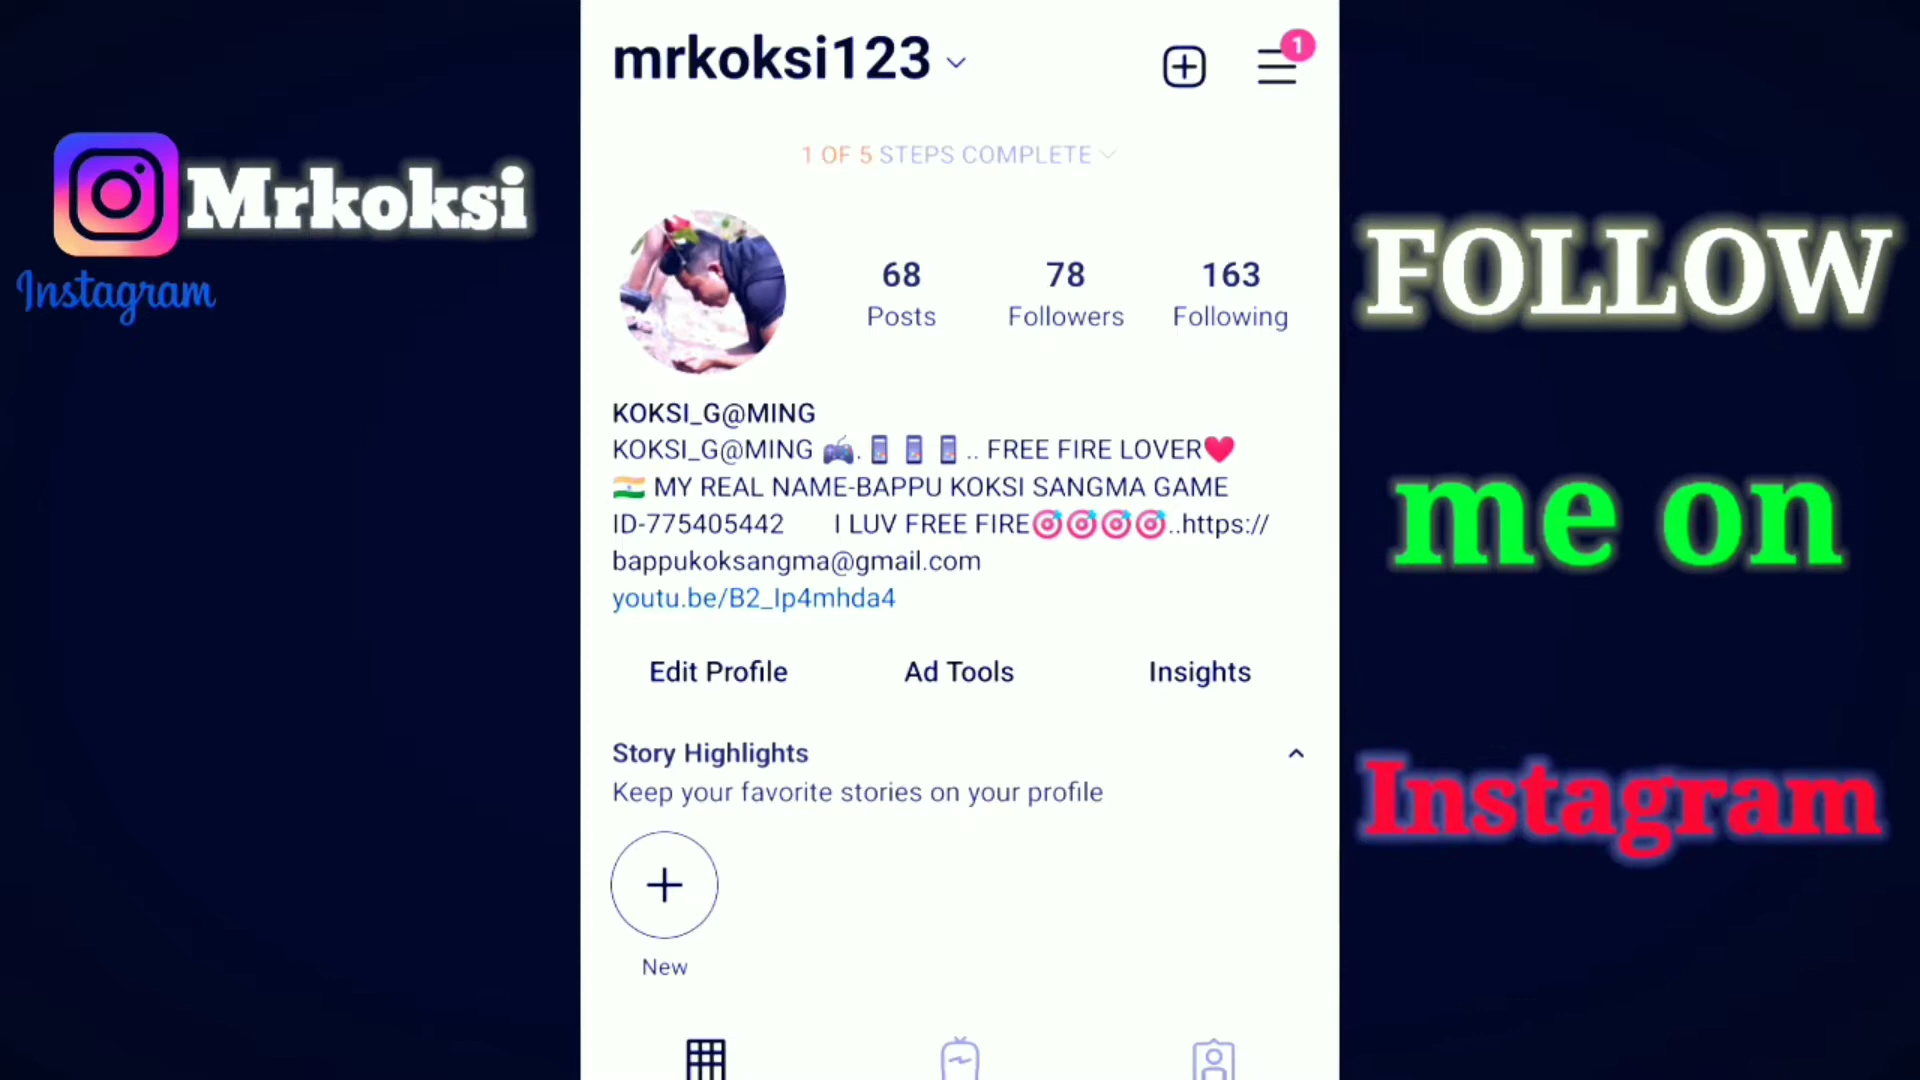 Mrkoksi
Instagram
mrkoksi123
1
1 OF 5 STEPS COMPLETE
68 78 163
Posts Followers Following
KOKSI_G@MING
KOKSI_G@MING 🎮.📱📱📱.. FREE FIRE LOVER❤️
🇮🇳 MY REAL NAME-BAPPU KOKSI SANGMA GAME
ID-775405442 I LUV FREE FIRE🎯🎯🎯🎯..https://
bappukoksangma@gmail.com
youtu.be/B2_Ip4mhda4
Edit Profile Ad Tools Insights
Story Highlights
Keep your favorite stories on your profile
New
FOLLOW
me on
Instagram